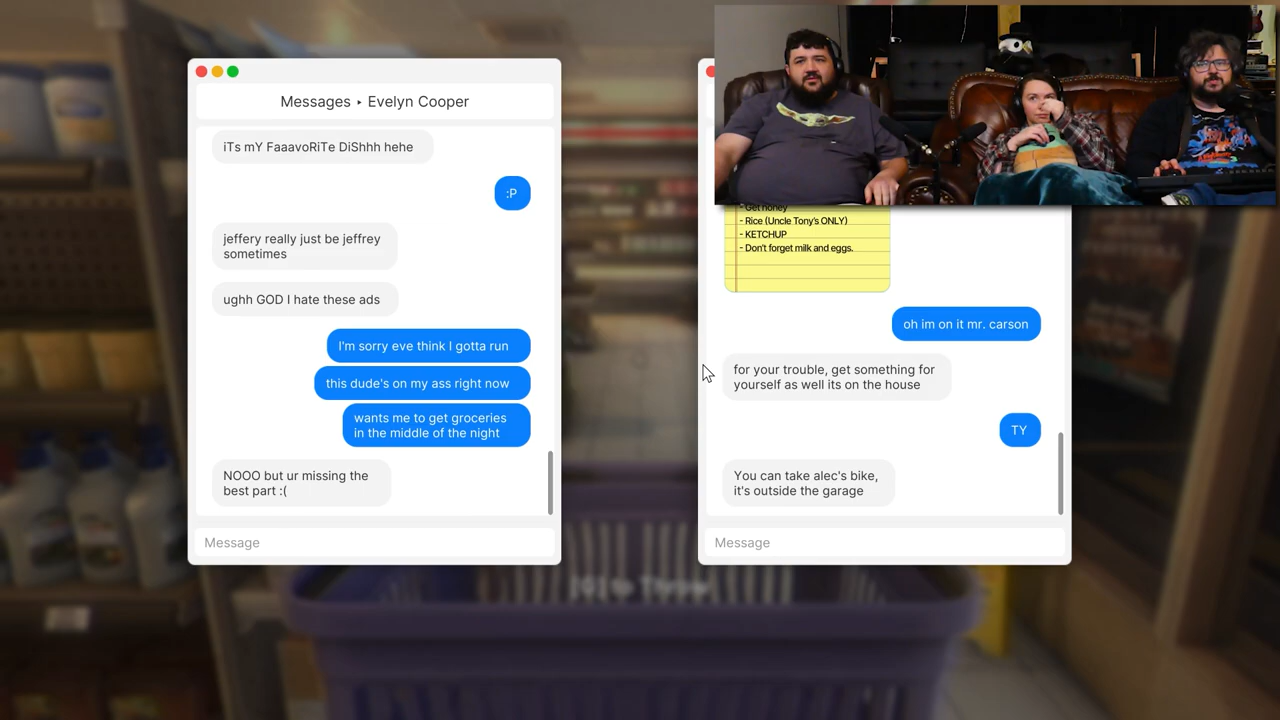 Messages ▸ Evelyn Cooper
iTs mY FaaavoRiTe DiShhh hehe
:P
jeffery really just be jeffrey
sometimes
ughh GOD I hate these ads
I'm sorry eve think I gotta run
this dude's on my ass right now
wants me to get groceries
in the middle of the night
NOOO but ur missing the
best part :(
Message
- Get honey
- Rice (Uncle Tony's ONLY)
- KETCHUP
- Don't forget milk and eggs.
oh im on it mr. carson
for your trouble, get something for
yourself as well its on the house
TY
You can take alec's bike,
it's outside the garage
Message
to Throw